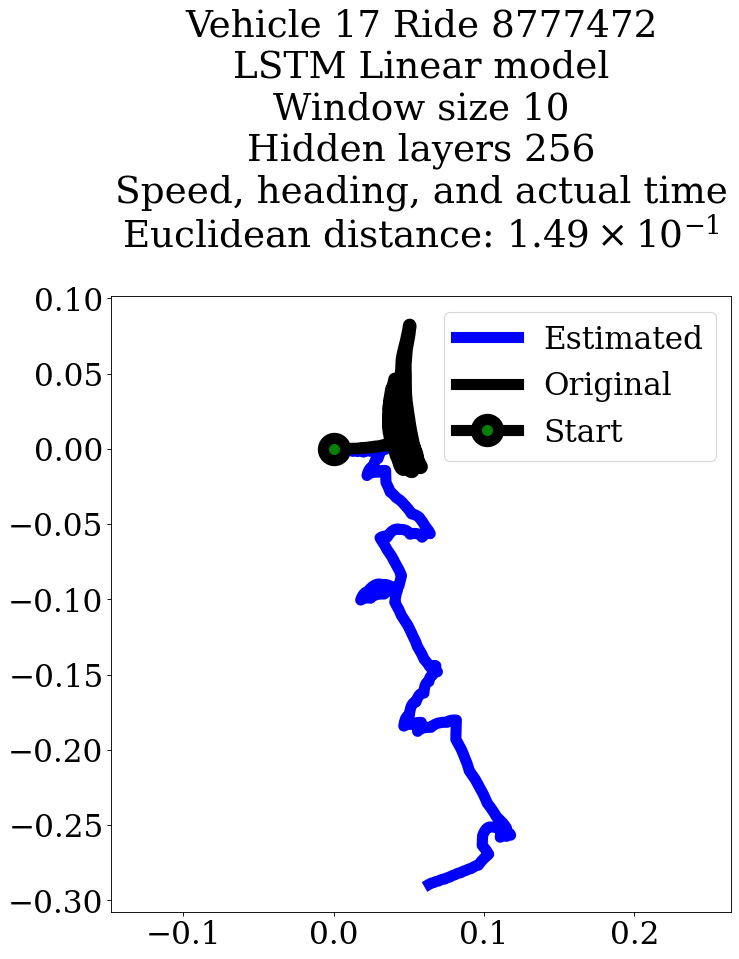 Vehicle 17 Ride 8777472
LSTM Linear model
Window size 10
Hidden layers 256
Speed, heading, and actual time
Euclidean distance: 1.49 × 10⁻¹
0.10
0.05
0.00
−0.05
−0.10
−0.15
−0.20
−0.25
−0.30
Estimated
Original
Start
−0.1
0.0
0.1
0.2